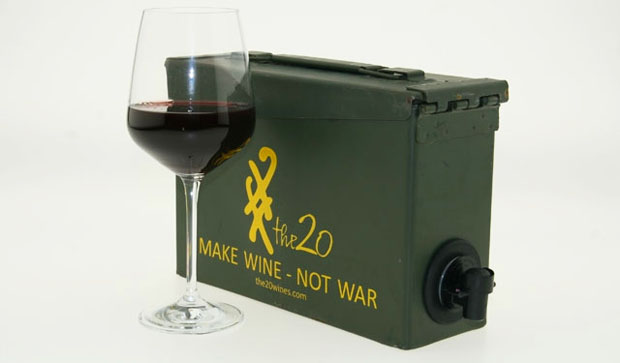 the20
MAKE WINE - NOT WAR
the20wines.com